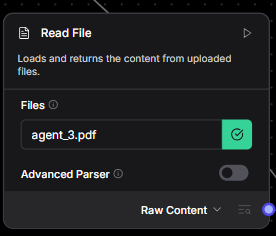 Read File
Loads and returns the content from uploaded
files.
Files
agent_3.pdf
Advanced Parser
Raw Content